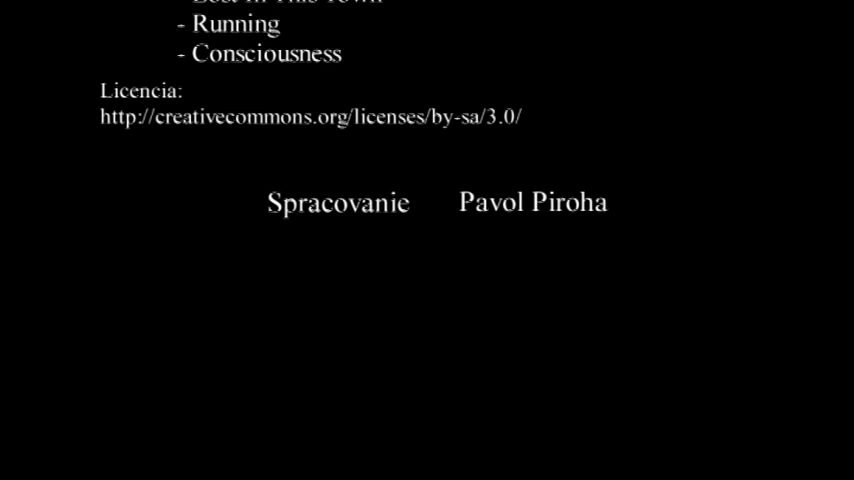 - Running
- Consciousness
Licencia:
http://creativecommons.org/licenses/by-sa/3.0/
Spracovanie Pavol Piroha